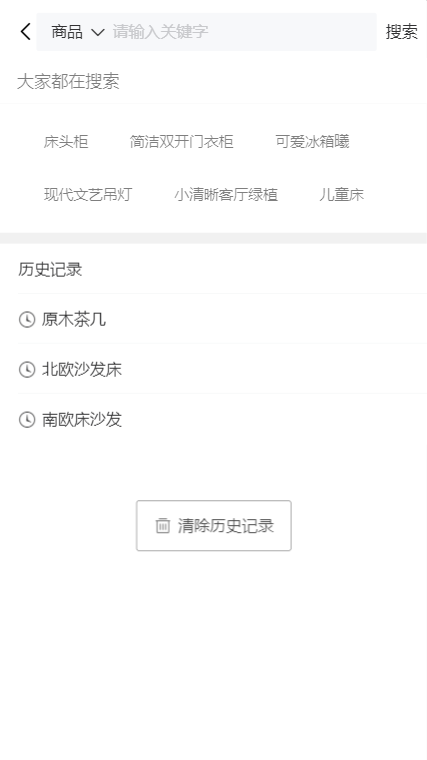 商品 请输入关键字 搜索
大家都在搜索
床头柜 简洁双开门衣柜 可爱冰箱曦
现代文艺吊灯 小清晰客厅绿植 儿童床
历史记录
原木茶几
北欧沙发床
南欧床沙发
清除历史记录